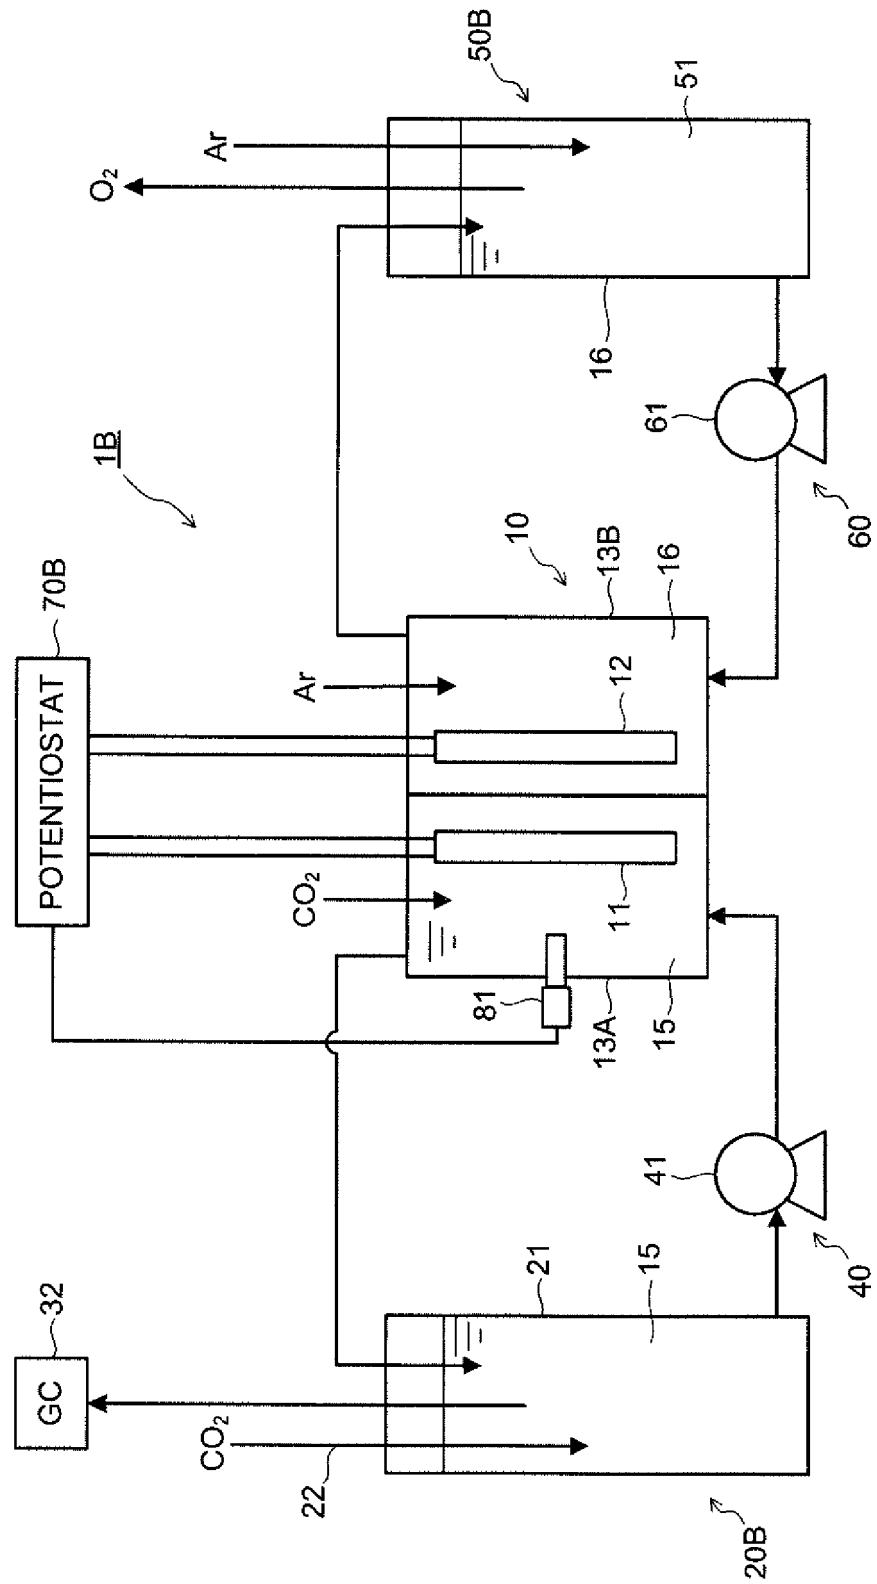 1B
POTENTIOSTAT
70B
GC
32
CO₂
22
20B
21
15
41
40
81
13A
15
11
CO₂
12
Ar
10
13B
16
61
60
16
O₂
Ar
50B
51